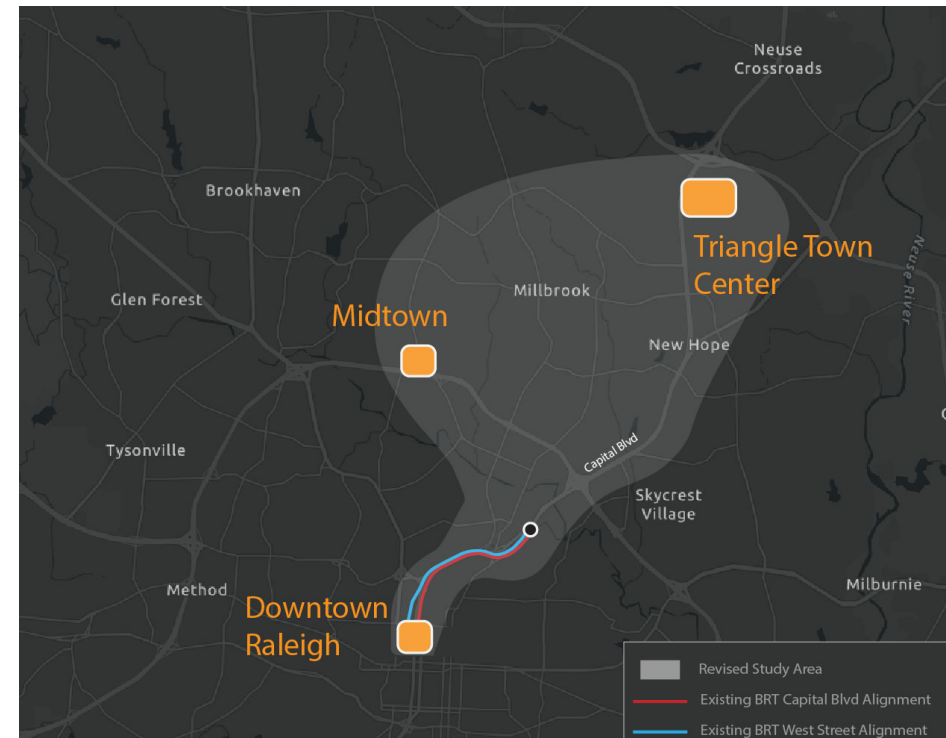 Neuse
Crossroads
Brookhaven
Triangle Town
Center
Neuse River
Glen Forest
Millbrook
Midtown
New Hope
Tysonville
Capital Blvd
Skycrest
Village
Method
Milburnie
Downtown
Raleigh
Revised Study Area
Existing BRT Capital Blvd Alignment
Existing BRT West Street Alignment